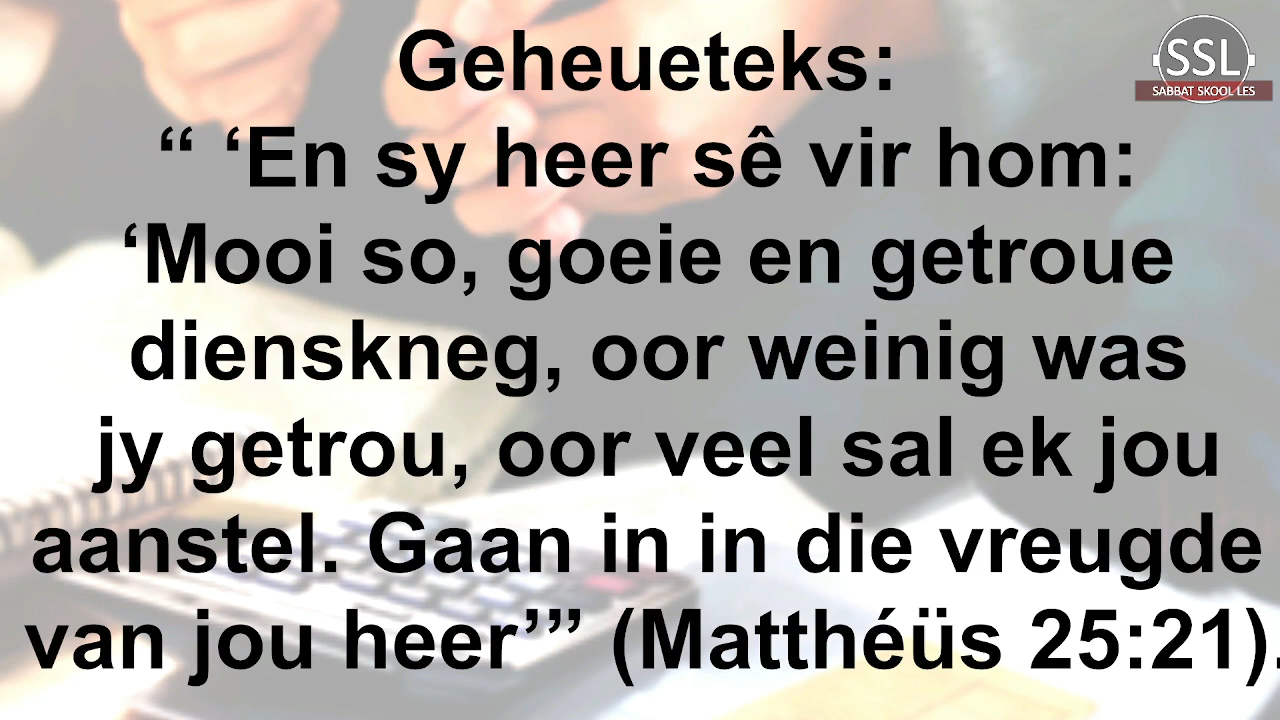 Geheueteks:
“ ‘En sy heer sê vir hom:
‘Mooi so, goeie en getroue
dienskneg, oor weinig was
jy getrou, oor veel sal ek jou
aanstel. Gaan in in die vreugde
van jou heer’” (Matthéüs 25:21).
SSL
SABBAT SKOOL LES